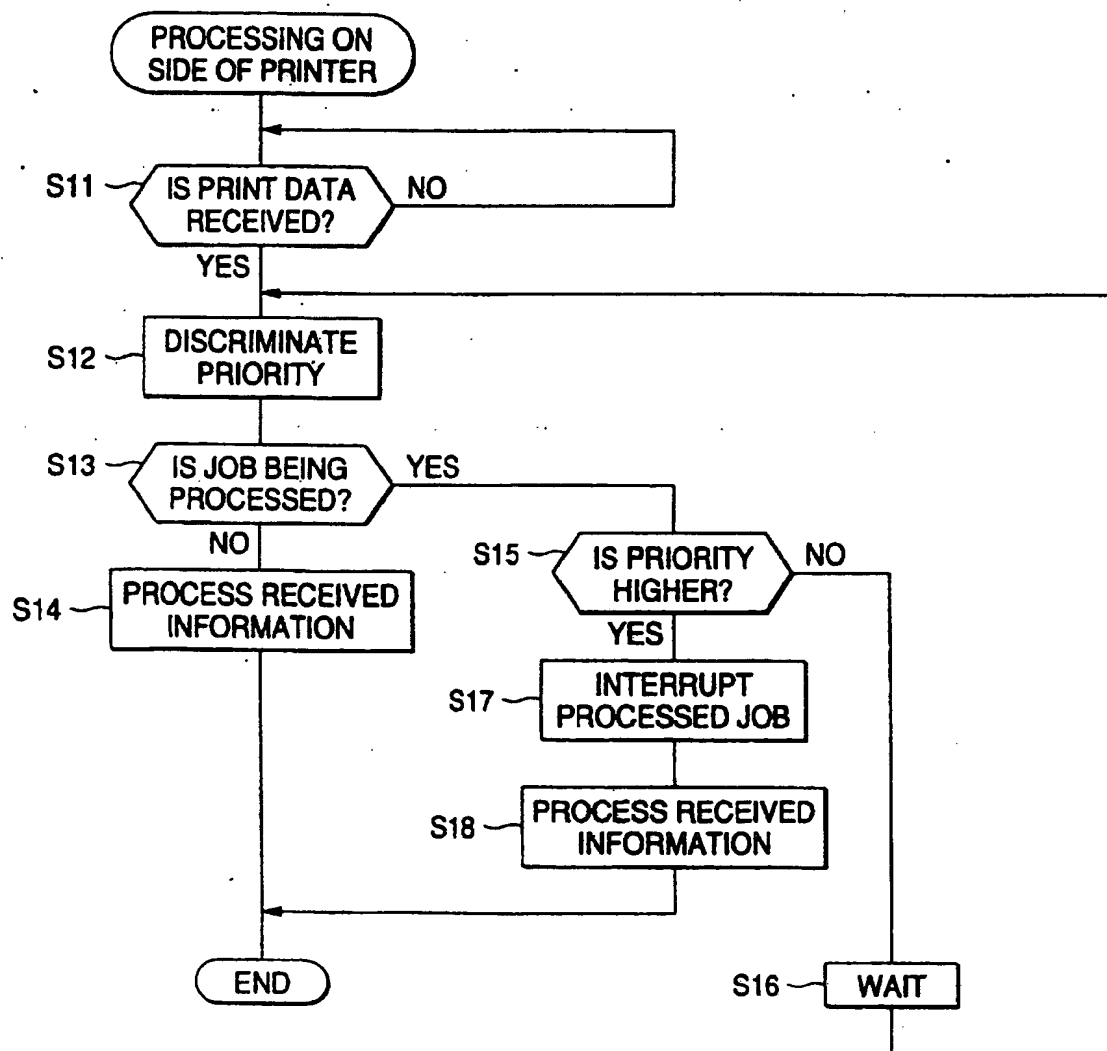 PROCESSING ON
SIDE OF PRINTER
S11
IS PRINT DATA
RECEIVED?
NO
YES
S12
DISCRIMINATE
PRIORITY
S13
IS JOB BEING
PROCESSED?
YES
NO
S14
PROCESS RECEIVED
INFORMATION
S15
IS PRIORITY
HIGHER?
NO
YES
S17
INTERRUPT
PROCESSED JOB
S18
PROCESS RECEIVED
INFORMATION
END
S16
WAIT